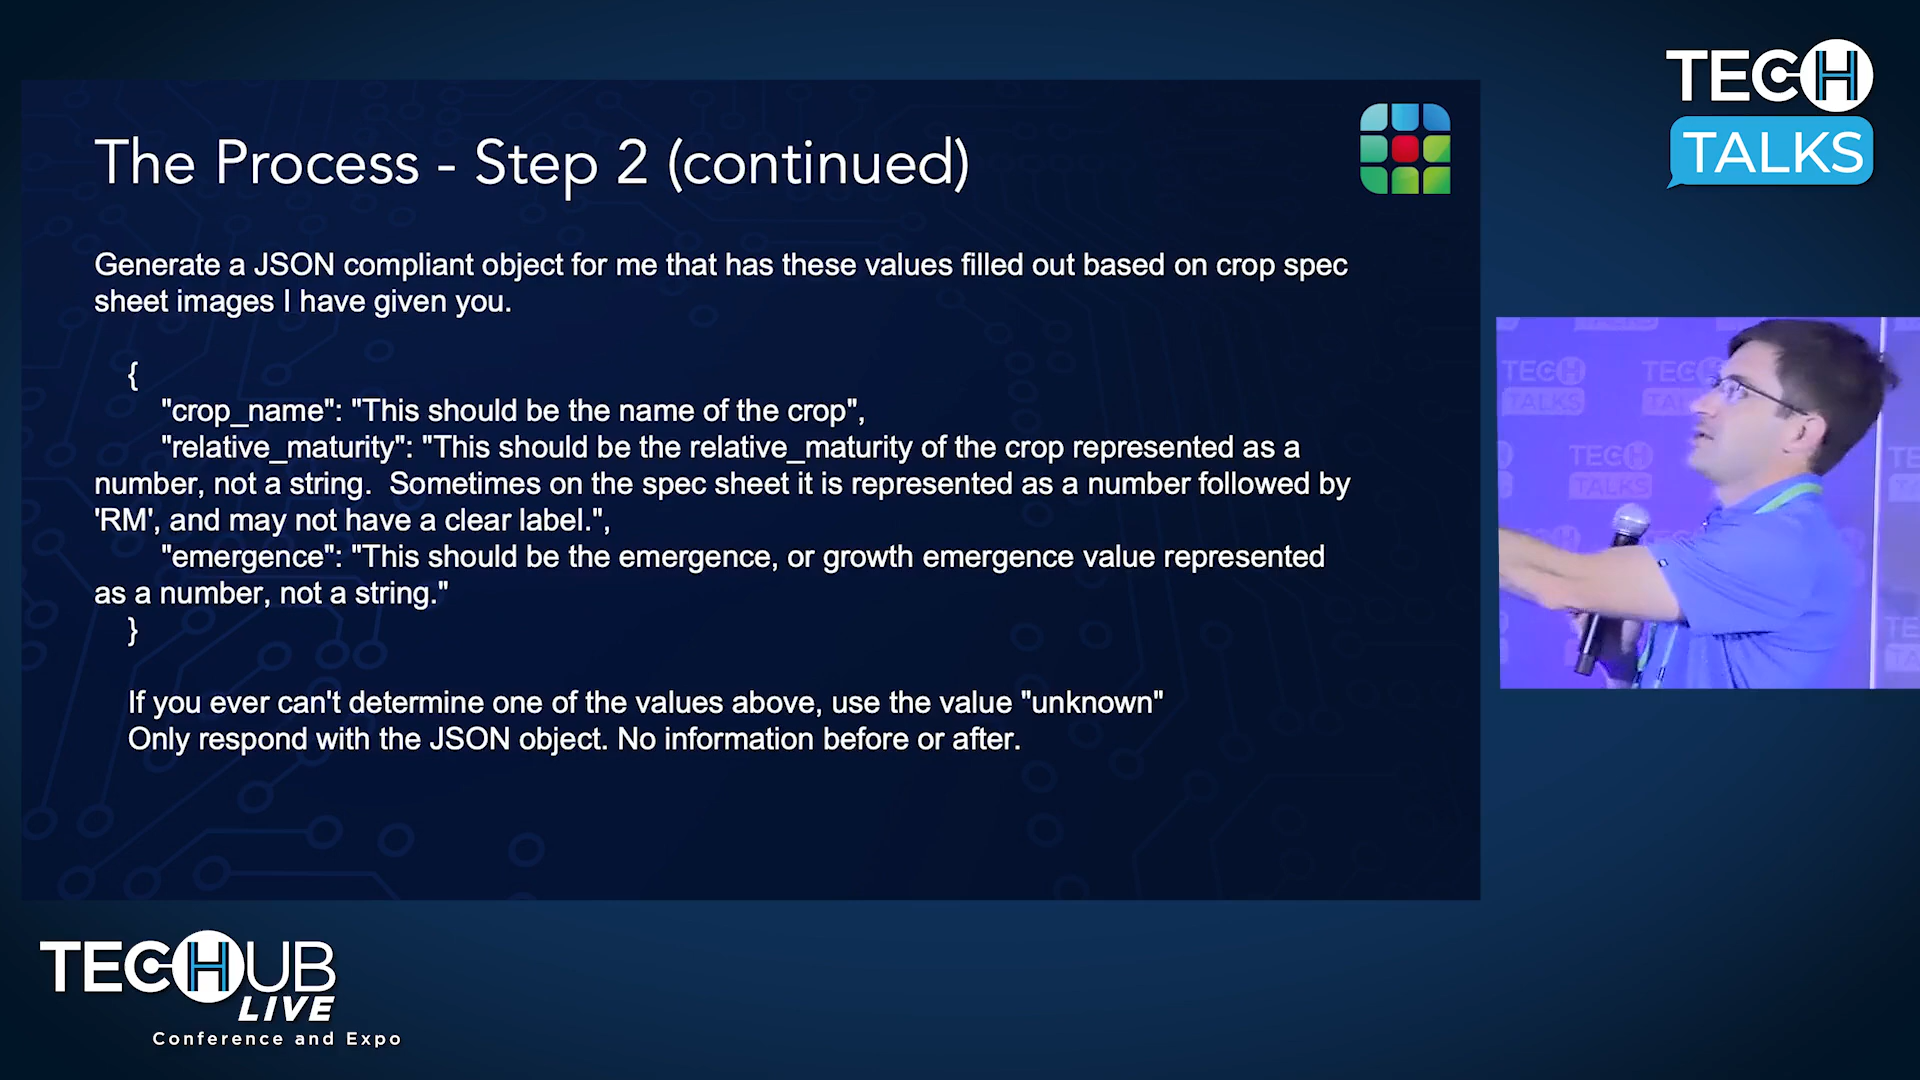 TECH
TALKS
The Process - Step 2 (continued)
Generate a JSON compliant object for me that has these values filled out based on crop spec
sheet images I have given you.
{
"crop_name": "This should be the name of the crop",
"relative_maturity": "This should be the relative_maturity of the crop represented as a
number, not a string.  Sometimes on the spec sheet it is represented as a number followed by
'RM', and may not have a clear label.",
"emergence": "This should be the emergence, or growth emergence value represented
as a number, not a string."
}
If you ever can't determine one of the values above, use the value "unknown"
Only respond with the JSON object. No information before or after.
TECH
TALKS
TECH
TALKS
TECHUB
LIVE
Conference and Expo